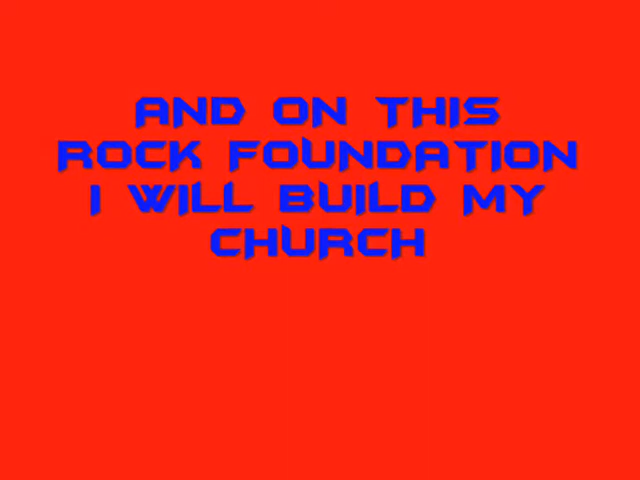 AND ON THIS
ROCK FOUNDATION
I WILL BUILD MY
CHURCH